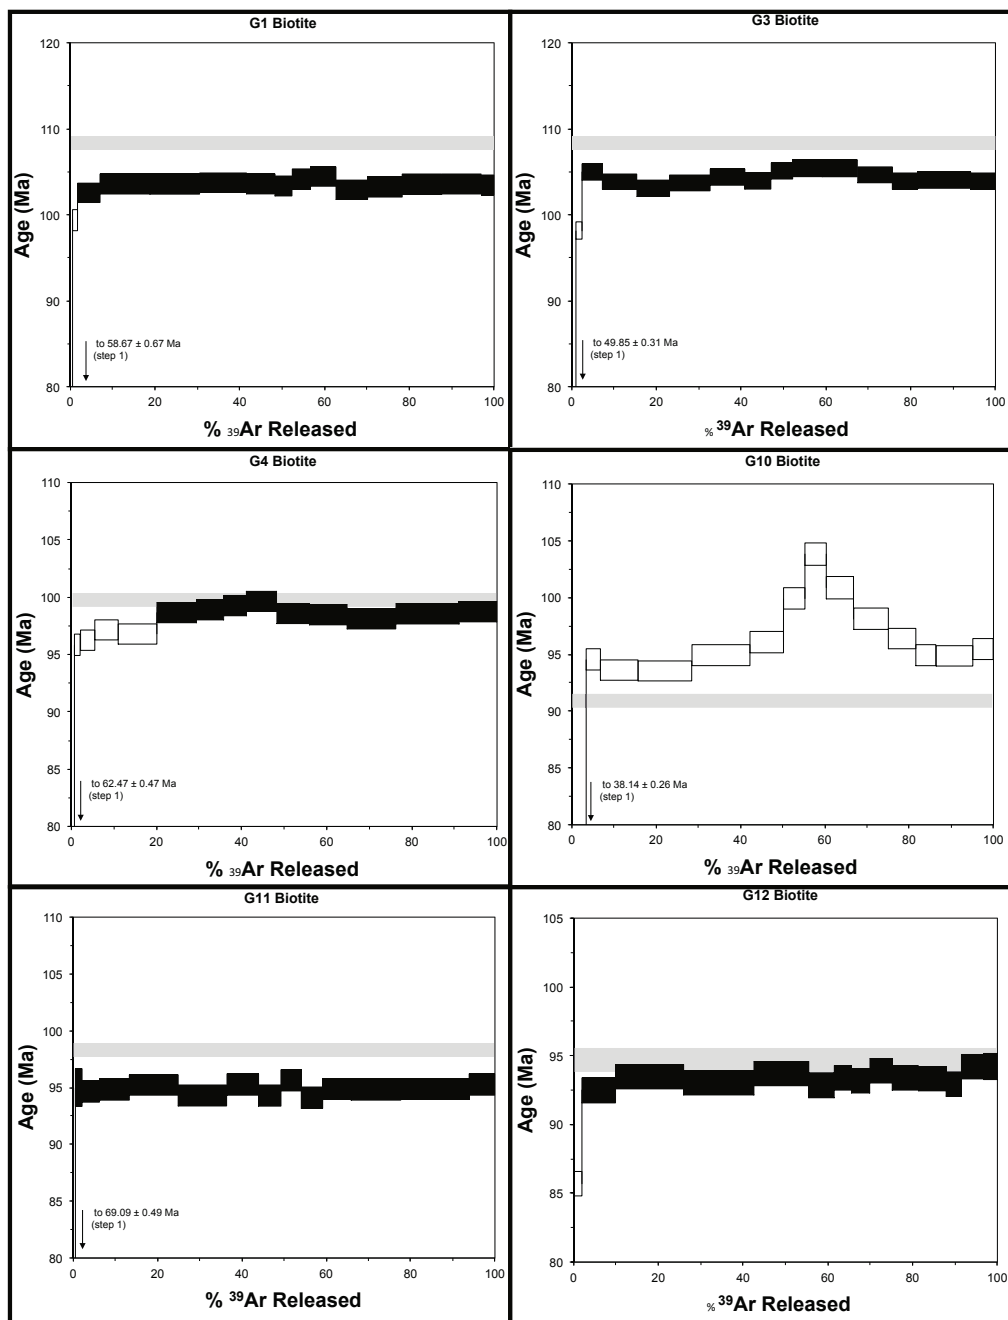 G1 Biotite
120
110
100
90
80
Age (Ma)
to 58.67 ± 0.67 Ma
(step 1)
0 20 40 60 80 100
% 39Ar Released
G3 Biotite
120
110
100
90
80
Age (Ma)
to 49.85 ± 0.31 Ma
(step 1)
0 20 40 60 80 100
% 39Ar Released
G4 Biotite
110
105
100
95
90
85
80
Age (Ma)
to 62.47 ± 0.47 Ma
(step 1)
0 20 40 60 80 100
% 39Ar Released
G10 Biotite
110
105
100
95
90
85
80
Age (Ma)
to 38.14 ± 0.26 Ma
(step 1)
0 20 40 60 80 100
% 39Ar Released
G11 Biotite
110
105
100
95
90
85
80
Age (Ma)
to 69.09 ± 0.49 Ma
(step 1)
0 20 40 60 80 100
% 39Ar Released
G12 Biotite
105
100
95
90
85
80
Age (Ma)
0 20 40 60 80 100
% 39Ar Released